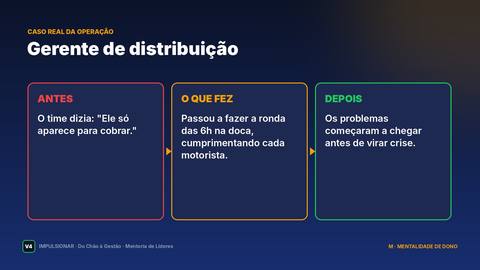 CASO REAL DA OPERAÇÃO
Gerente de distribuição
ANTES
O time dizia: "Ele só
aparece para cobrar."
O QUE FEZ
Passou a fazer a ronda
das 6h na doca,
cumprimentando cada
motorista.
DEPOIS
Os problemas
começaram a chegar
antes de virar crise.
V4 IMPULSIONAR · Do Chão à Gestão · Mentoria de Líderes
M · MENTALIDADE DE DONO